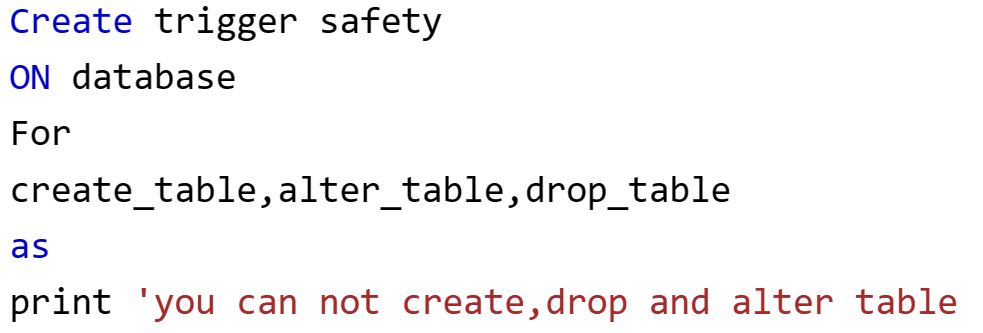 Create trigger safety
ON database
For
create_table,alter_table,drop_table
as
print 'you can not create,drop and alter table